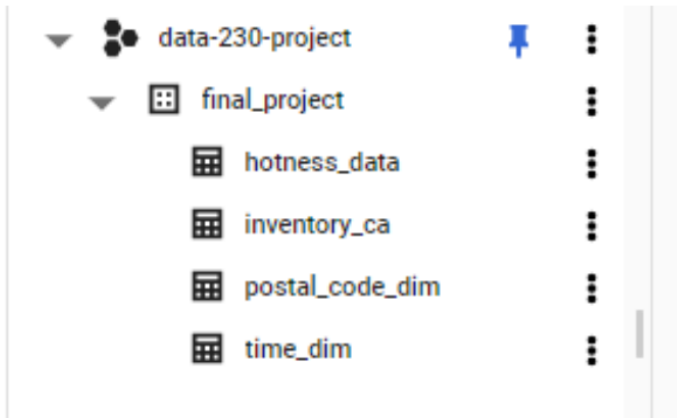 data-230-project
final_project
hotness_data
inventory_ca
postal_code_dim
time_dim